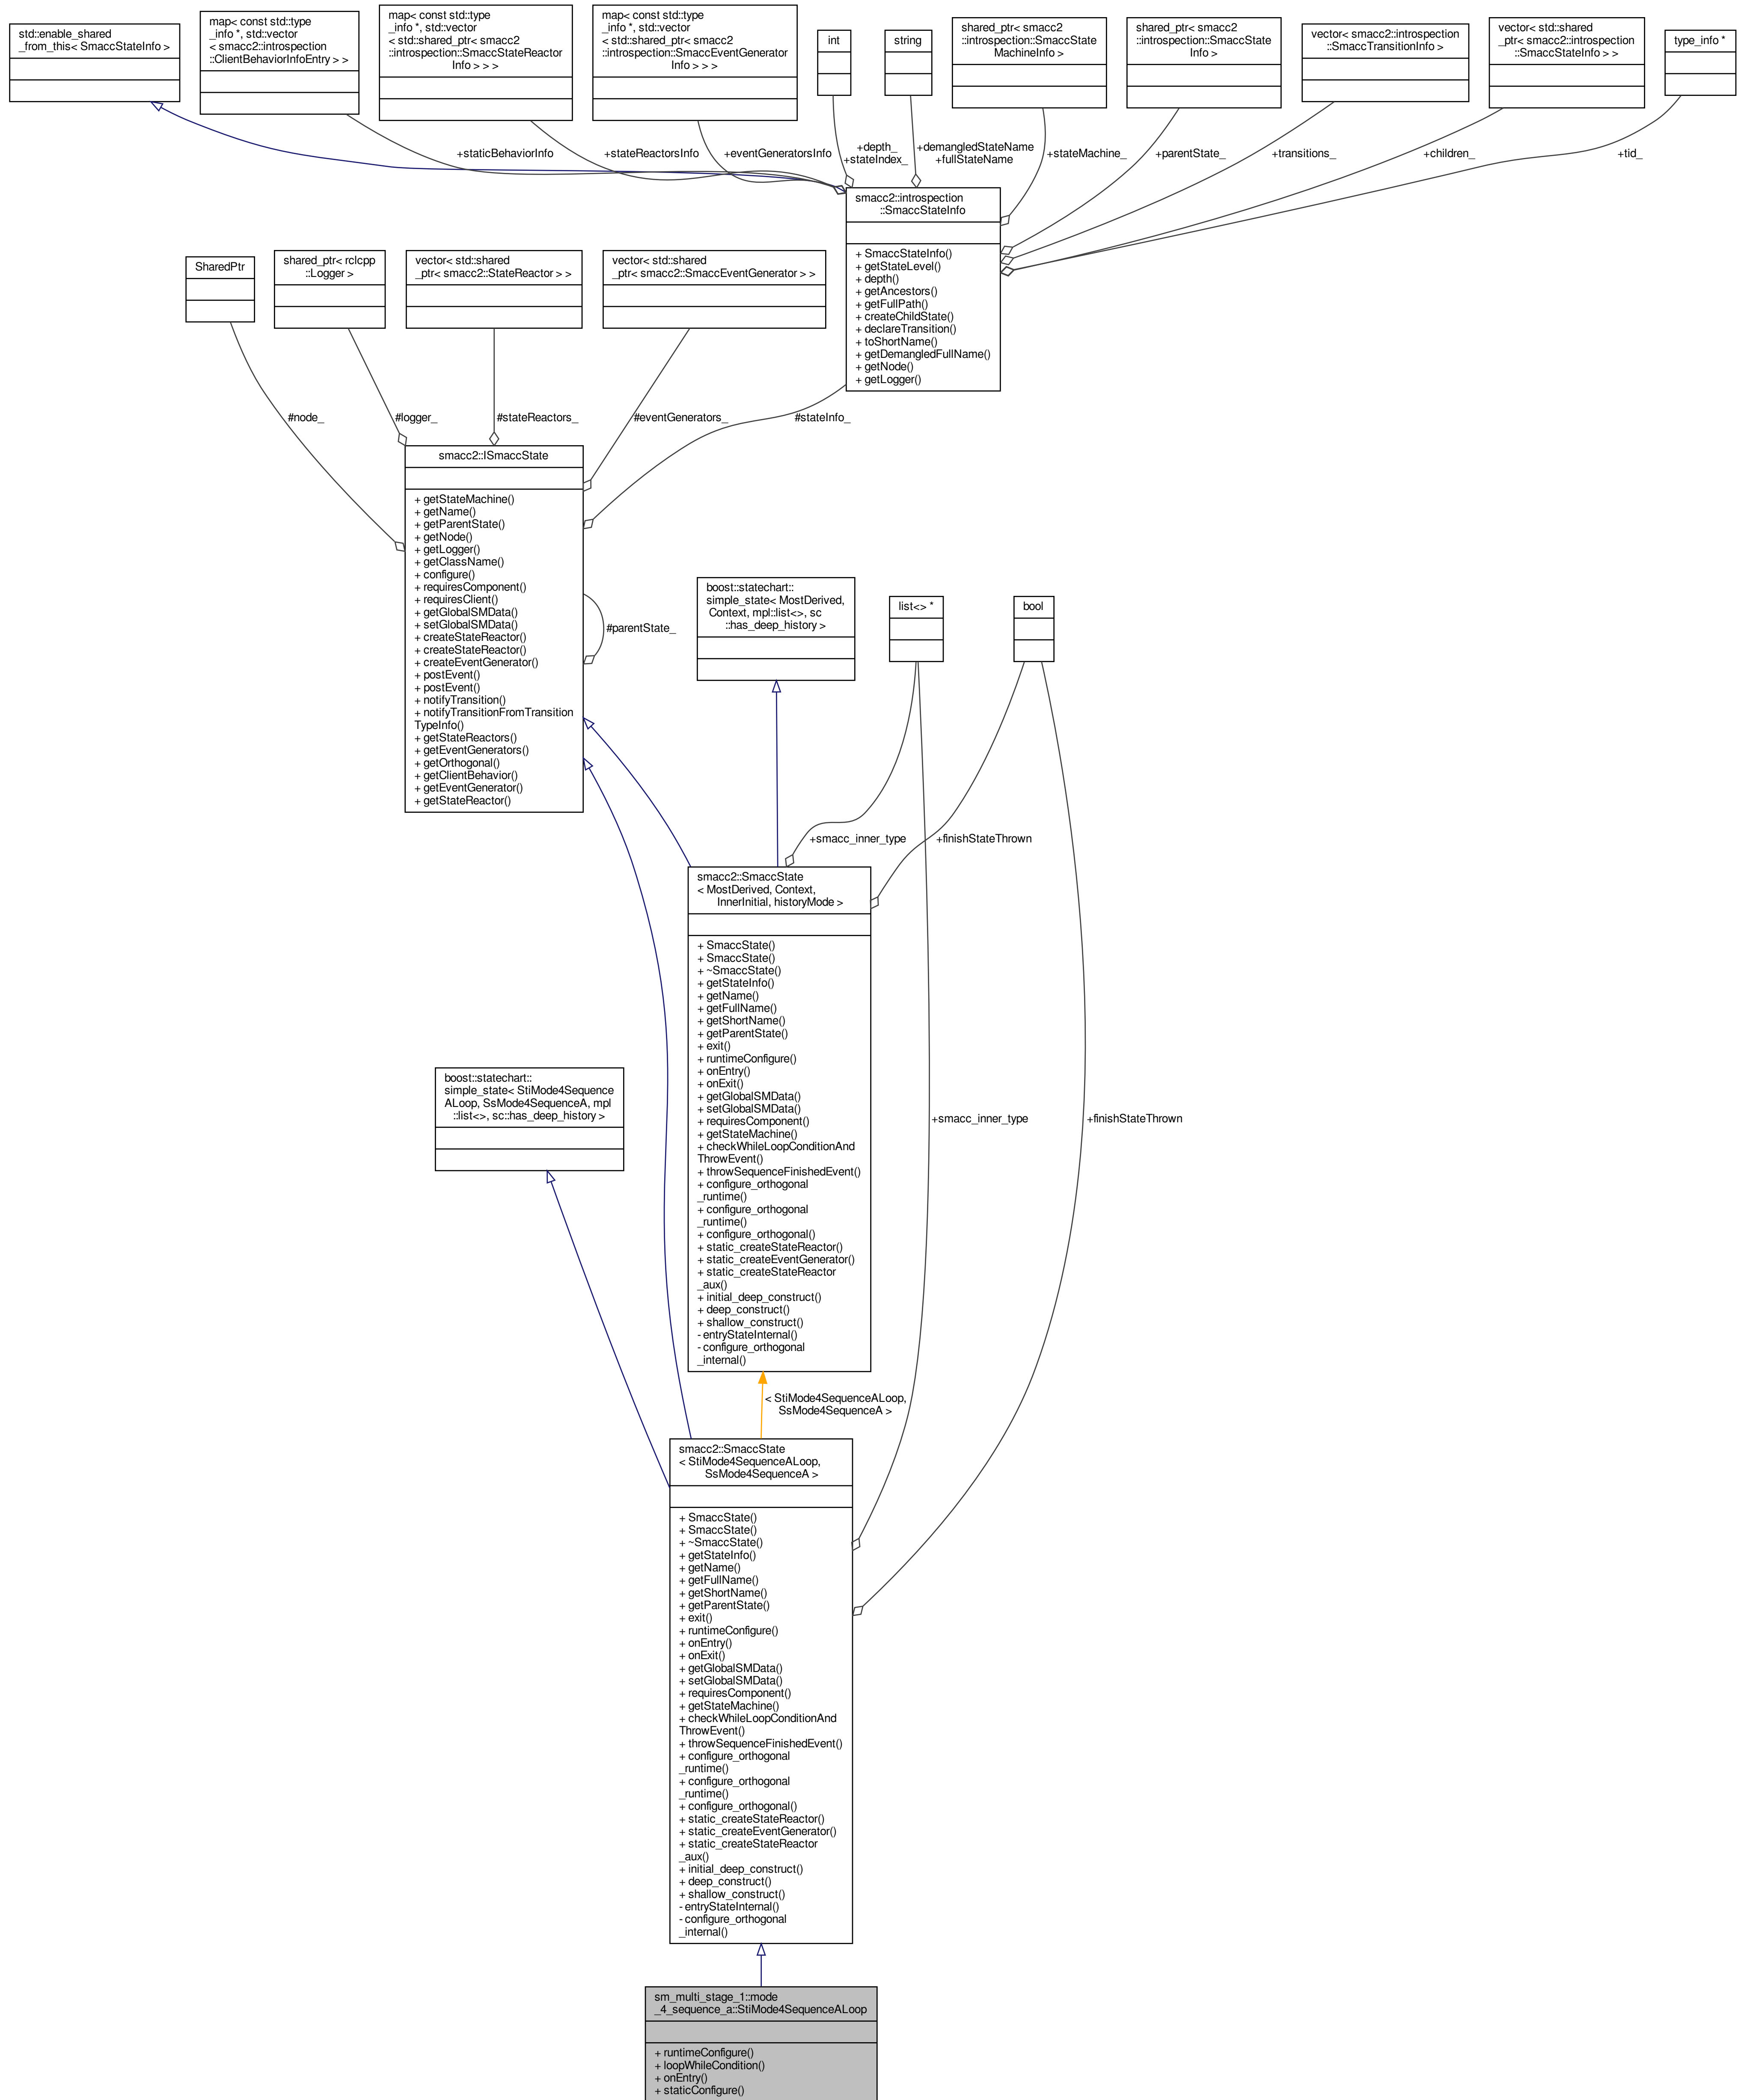 std::enable_shared
_from_this< SmaccStateInfo >
map< const std::type
_info *, std::vector
< smacc2::introspection
::ClientBehaviorInfoEntry > >
map< const std::type
_info *, std::vector
< std::shared_ptr< smacc2
::introspection::SmaccStateReactor
Info > > >
map< const std::type
_info *, std::vector
< std::shared_ptr< smacc2
::introspection::SmaccEventGenerator
Info > > >
int
string
shared_ptr< smacc2
::introspection::SmaccState
MachineInfo >
shared_ptr< smacc2
::introspection::SmaccState
Info >
vector< smacc2::introspection
::SmaccTransitionInfo >
vector< std::shared
_ptr< smacc2::introspection
::SmaccStateInfo > >
type_info *
+staticBehaviorInfo
+stateReactorsInfo
+eventGeneratorsInfo
+depth_
+stateIndex_
+demangledStateName
+fullStateName
+stateMachine_
+parentState_
+transitions_
+children_
+tid_
smacc2::introspection
::SmaccStateInfo
+ SmaccStateInfo()
+ getStateLevel()
+ depth()
+ getAncestors()
+ getFullPath()
+ createChildState()
+ declareTransition()
+ toShortName()
+ getDemangledFullName()
+ getNode()
+ getLogger()
SharedPtr
shared_ptr< rclcpp
::Logger >
vector< std::shared
_ptr< smacc2::StateReactor > >
vector< std::shared
_ptr< smacc2::SmaccEventGenerator > >
#node_
#logger_
#stateReactors_
#eventGenerators_
#stateInfo_
smacc2::ISmaccState
+ getStateMachine()
+ getName()
+ getParentState()
+ getNode()
+ getLogger()
+ getClassName()
+ configure()
+ requiresComponent()
+ requiresClient()
+ getGlobalSMData()
+ setGlobalSMData()
+ createStateReactor()
+ createStateReactor()
+ createEventGenerator()
+ postEvent()
+ postEvent()
+ notifyTransition()
+ notifyTransitionFromTransition
TypeInfo()
+ getStateReactors()
+ getEventGenerators()
+ getOrthogonal()
+ getClientBehavior()
+ getEventGenerator()
+ getStateReactor()
#parentState_
boost::statechart::
simple_state< MostDerived,
Context, mpl::list<>, sc
::has_deep_history >
list<> *
bool
+smacc_inner_type
+finishStateThrown
smacc2::SmaccState
< MostDerived, Context,
InnerInitial, historyMode >
+ SmaccState()
+ SmaccState()
+ ~SmaccState()
+ getStateInfo()
+ getName()
+ getFullName()
+ getShortName()
+ getParentState()
+ exit()
+ runtimeConfigure()
+ onEntry()
+ onExit()
+ getGlobalSMData()
+ setGlobalSMData()
+ requiresComponent()
+ getStateMachine()
+ checkWhileLoopConditionAnd
ThrowEvent()
+ throwSequenceFinishedEvent()
+ configure_orthogonal
_runtime()
+ configure_orthogonal
_runtime()
+ configure_orthogonal()
+ static_createStateReactor()
+ static_createEventGenerator()
+ static_createStateReactor
_aux()
+ initial_deep_construct()
+ deep_construct()
+ shallow_construct()
- entryStateInternal()
- configure_orthogonal
_internal()
boost::statechart::
simple_state< StiMode4Sequence
ALoop, SsMode4SequenceA, mpl
::list<>, sc::has_deep_history >
+smacc_inner_type
+finishStateThrown
< StiMode4SequenceALoop,
SsMode4SequenceA >
smacc2::SmaccState
< StiMode4SequenceALoop,
SsMode4SequenceA >
+ SmaccState()
+ SmaccState()
+ ~SmaccState()
+ getStateInfo()
+ getName()
+ getFullName()
+ getShortName()
+ getParentState()
+ exit()
+ runtimeConfigure()
+ onEntry()
+ onExit()
+ getGlobalSMData()
+ setGlobalSMData()
+ requiresComponent()
+ getStateMachine()
+ checkWhileLoopConditionAnd
ThrowEvent()
+ throwSequenceFinishedEvent()
+ configure_orthogonal
_runtime()
+ configure_orthogonal
_runtime()
+ configure_orthogonal()
+ static_createStateReactor()
+ static_createEventGenerator()
+ static_createStateReactor
_aux()
+ initial_deep_construct()
+ deep_construct()
+ shallow_construct()
- entryStateInternal()
- configure_orthogonal
_internal()
sm_multi_stage_1::mode
_4_sequence_a::StiMode4SequenceALoop
+ runtimeConfigure()
+ loopWhileCondition()
+ onEntry()
+ staticConfigure()